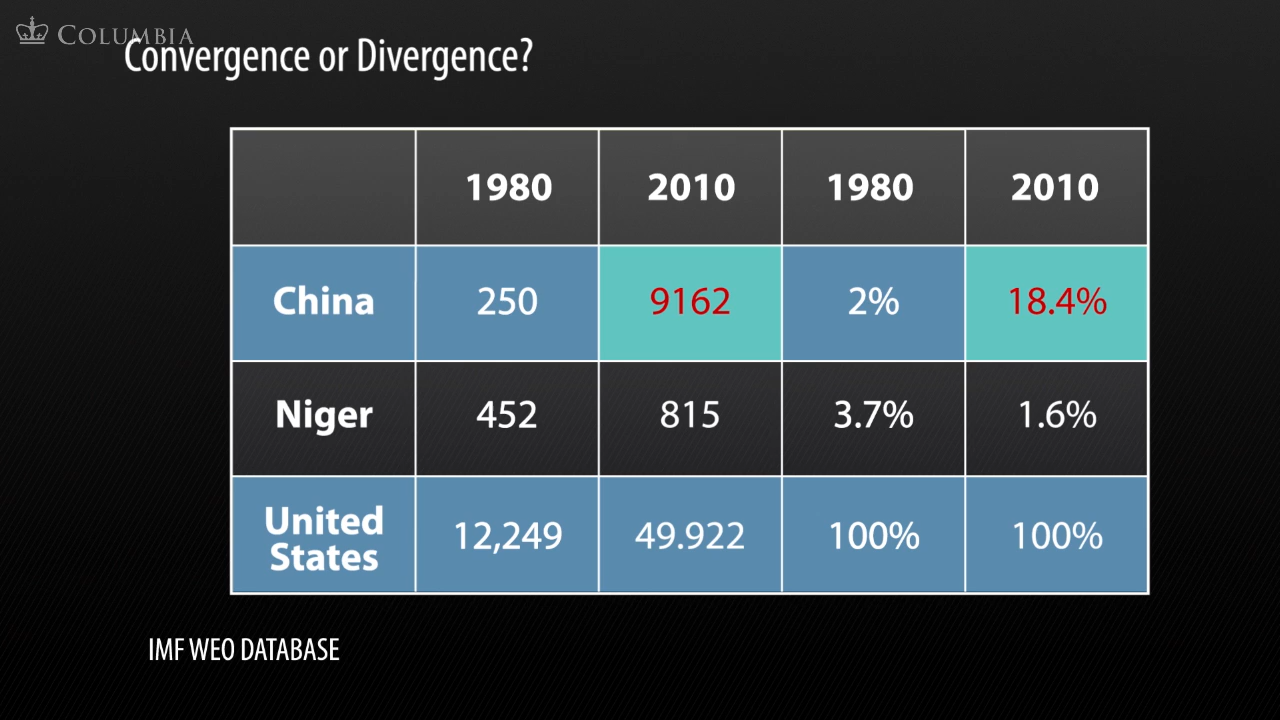 COLUMBIA
Convergence or Divergence?
1980 2010 1980 2010
China 250 9162 2% 18.4%
Niger 452 815 3.7% 1.6%
United
States 12,249 49.922 100% 100%
IMF WEO DATABASE